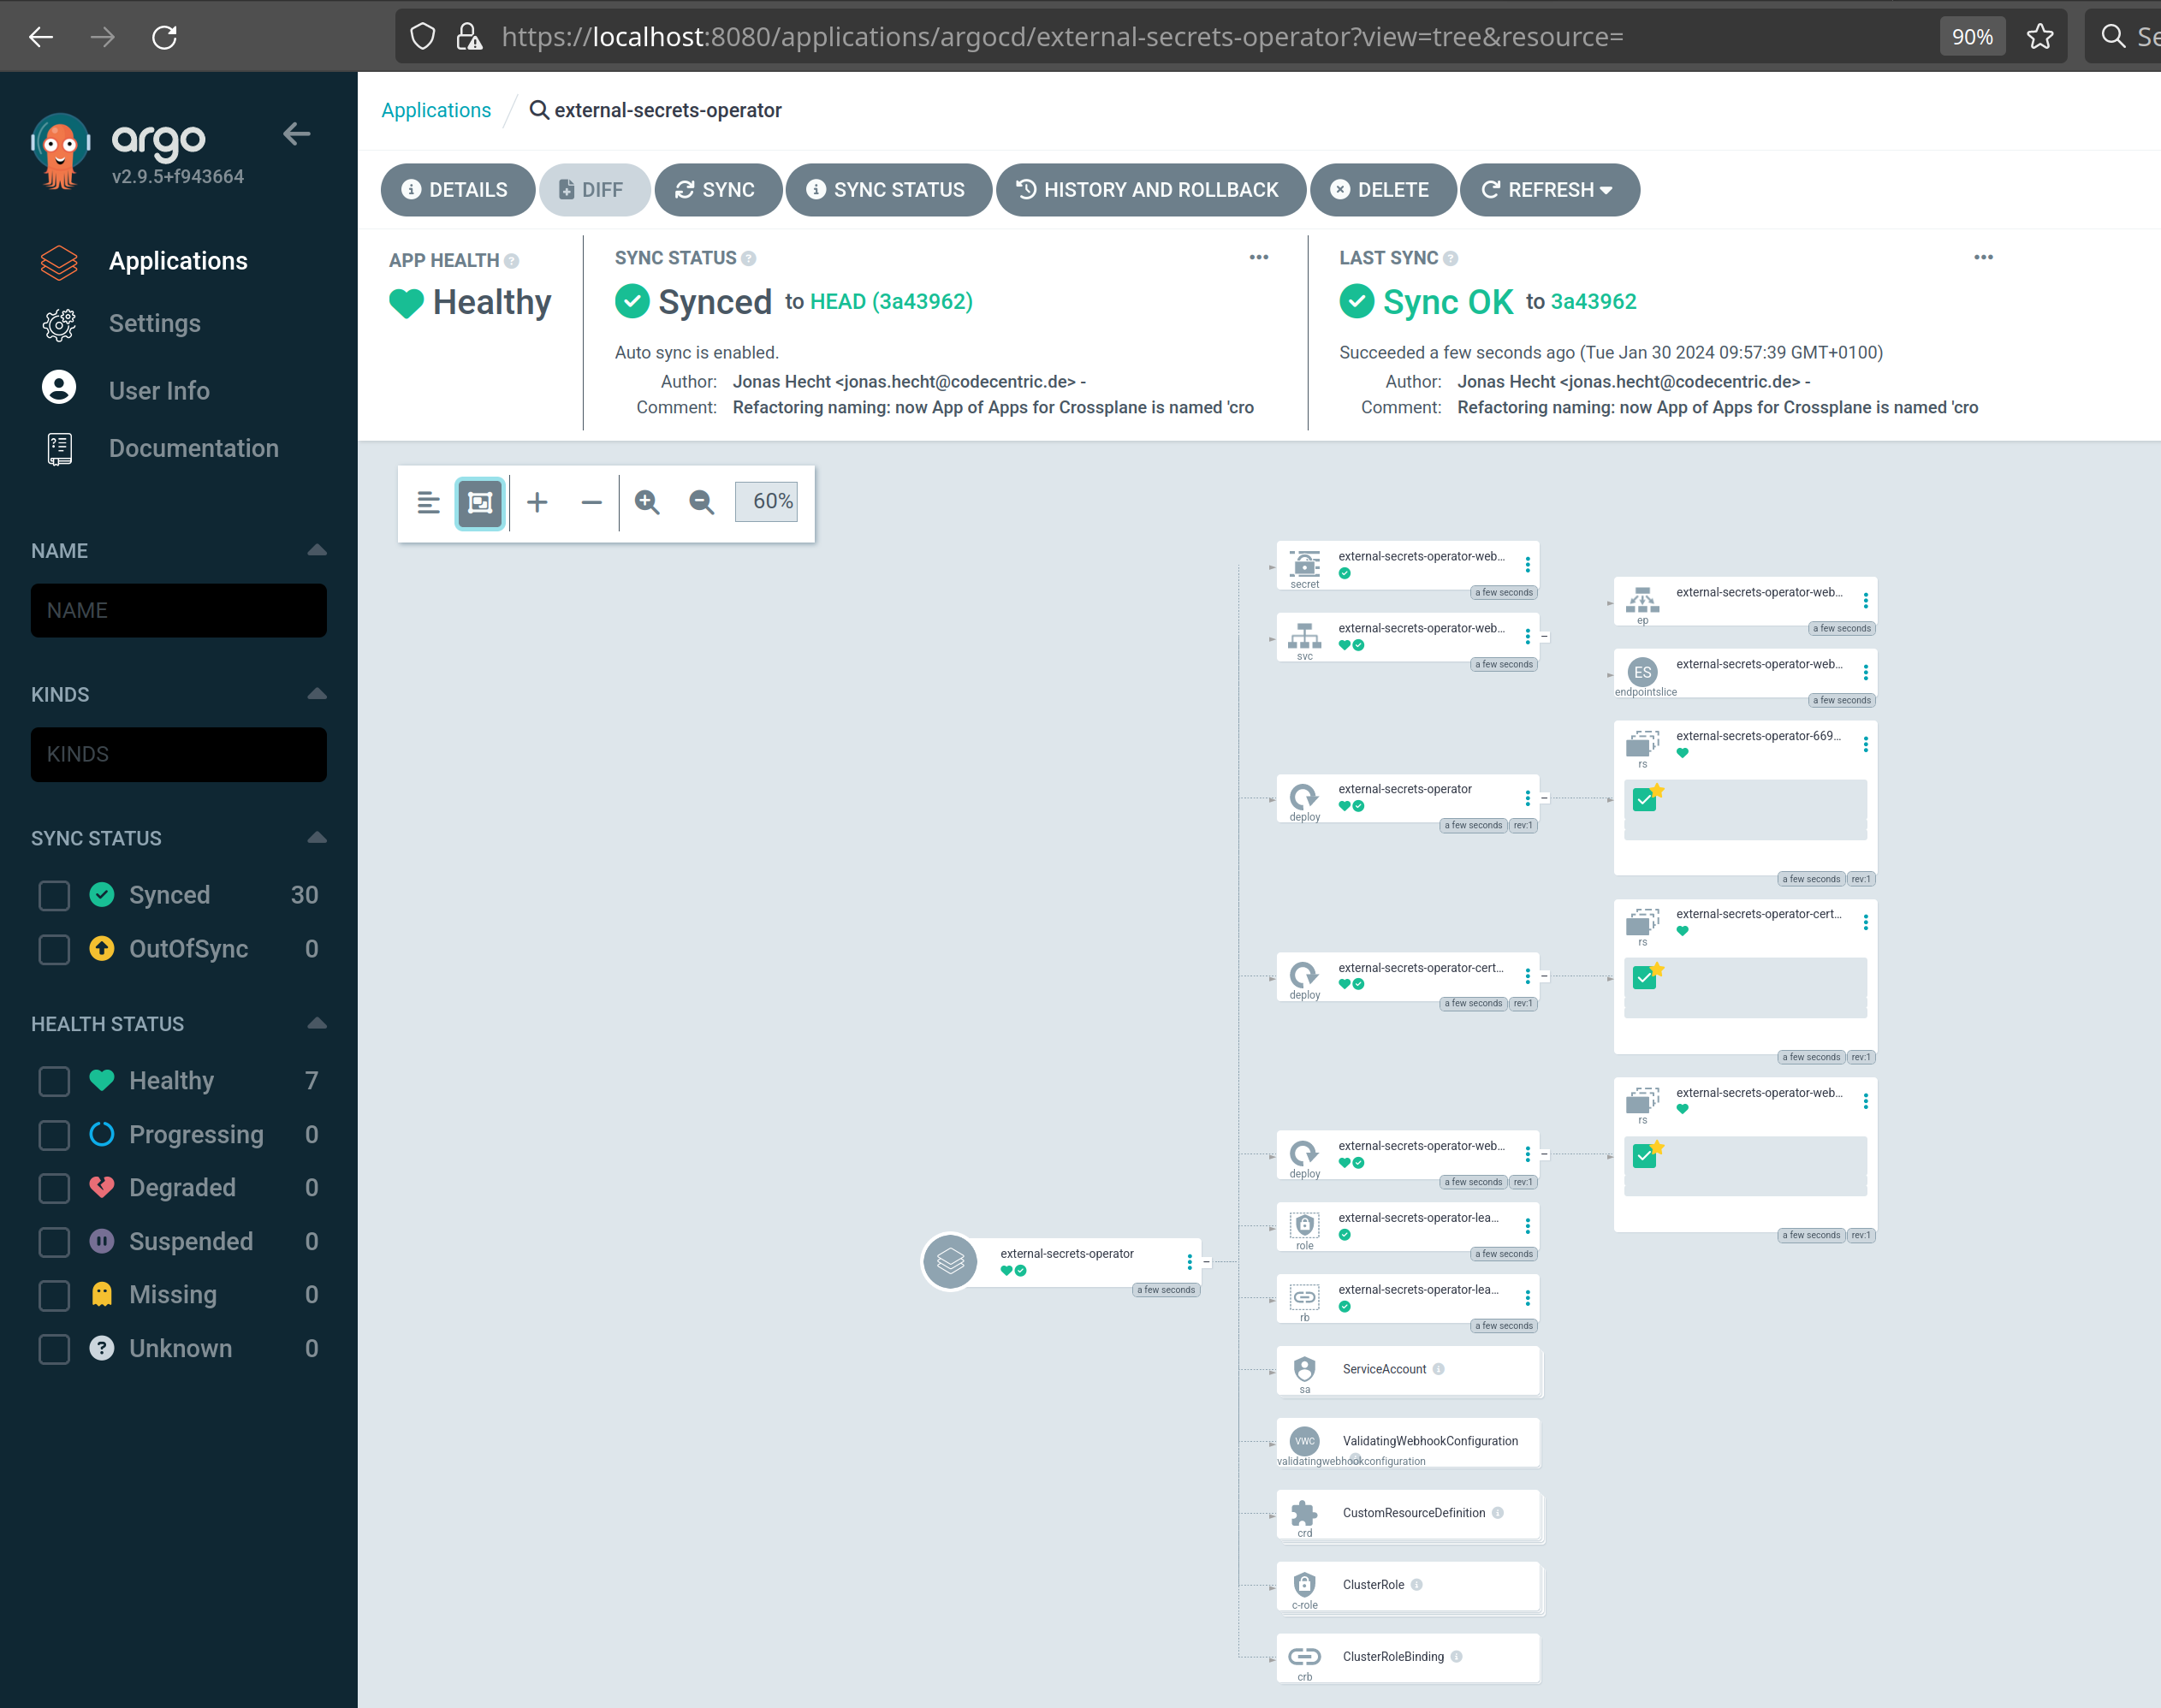 https://localhost:8080/applications/argocd/external-secrets-operator?view=tree&resource=
90%
argo
v2.9.5+f943664
Applications
Settings
User Info
Documentation
NAME
NAME
KINDS
KINDS
SYNC STATUS
Synced 30
OutOfSync 0
HEALTH STATUS
Healthy 7
Progressing 0
Degraded 0
Suspended 0
Missing 0
Unknown 0
Applications / external-secrets-operator
DETAILS DIFF SYNC SYNC STATUS HISTORY AND ROLLBACK DELETE REFRESH
APP HEALTH
Healthy
SYNC STATUS
Synced to HEAD (3a43962)
Auto sync is enabled.
Author: Jonas Hecht <jonas.hecht@codecentric.de> -
Comment: Refactoring naming: now App of Apps for Crossplane is named 'cro
LAST SYNC
Sync OK to 3a43962
Succeeded a few seconds ago (Tue Jan 30 2024 09:57:39 GMT+0100)
Author: Jonas Hecht <jonas.hecht@codecentric.de> -
Comment: Refactoring naming: now App of Apps for Crossplane is named 'cro
60%
external-secrets-operator
a few seconds
external-secrets-operator-web...
secret
a few seconds
external-secrets-operator-web...
svc
a few seconds
external-secrets-operator
deploy
a few seconds rev:1
external-secrets-operator-cert...
deploy
a few seconds rev:1
external-secrets-operator-web...
deploy
a few seconds rev:1
external-secrets-operator-lea...
role
a few seconds
external-secrets-operator-lea...
rb
a few seconds
ServiceAccount
sa
VWC
ValidatingWebhookConfiguration
validatingwebhookconfiguration
CustomResourceDefinition
crd
ClusterRole
c-role
ClusterRoleBinding
crb
external-secrets-operator-web...
ep
a few seconds
ES
external-secrets-operator-web...
endpointslice
a few seconds
external-secrets-operator-669...
rs
a few seconds rev:1
external-secrets-operator-cert...
rs
a few seconds rev:1
external-secrets-operator-web...
rs
a few seconds rev:1